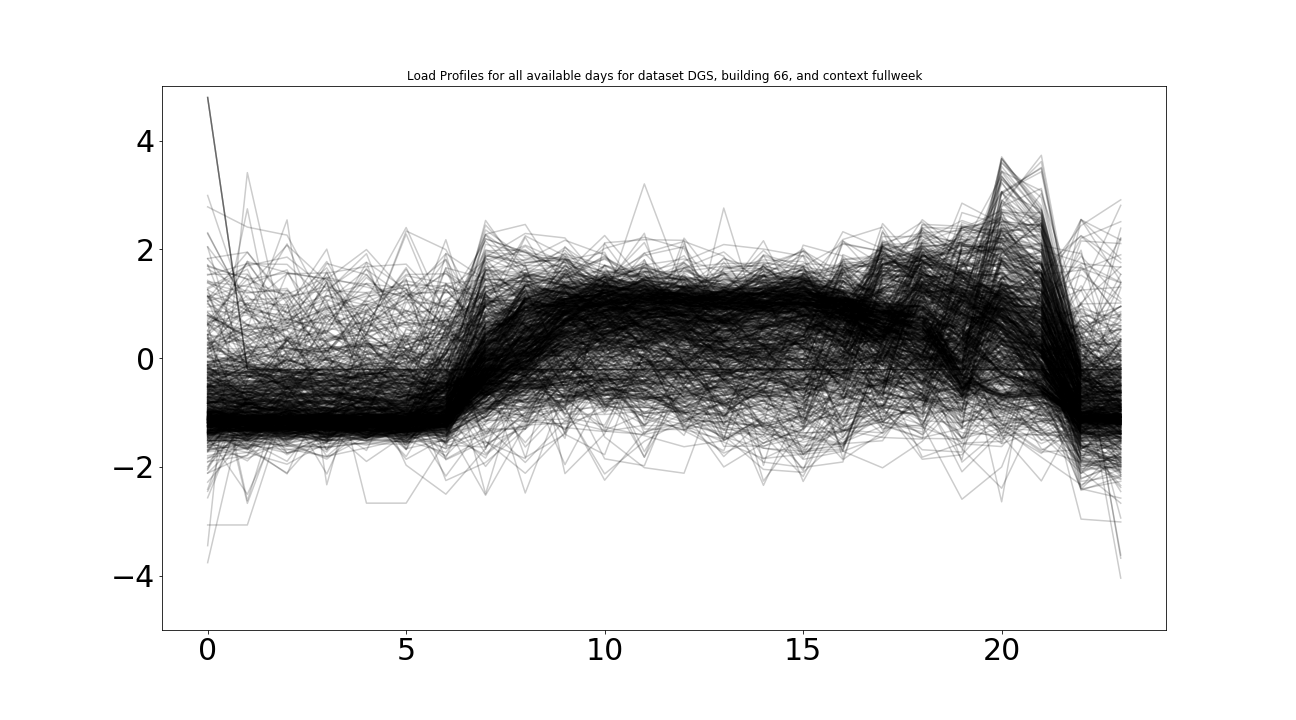 Load Profiles for all available days for dataset DGS, building 66, and context fullweek
4
2
0
−2
−4
0 5 10 15 20